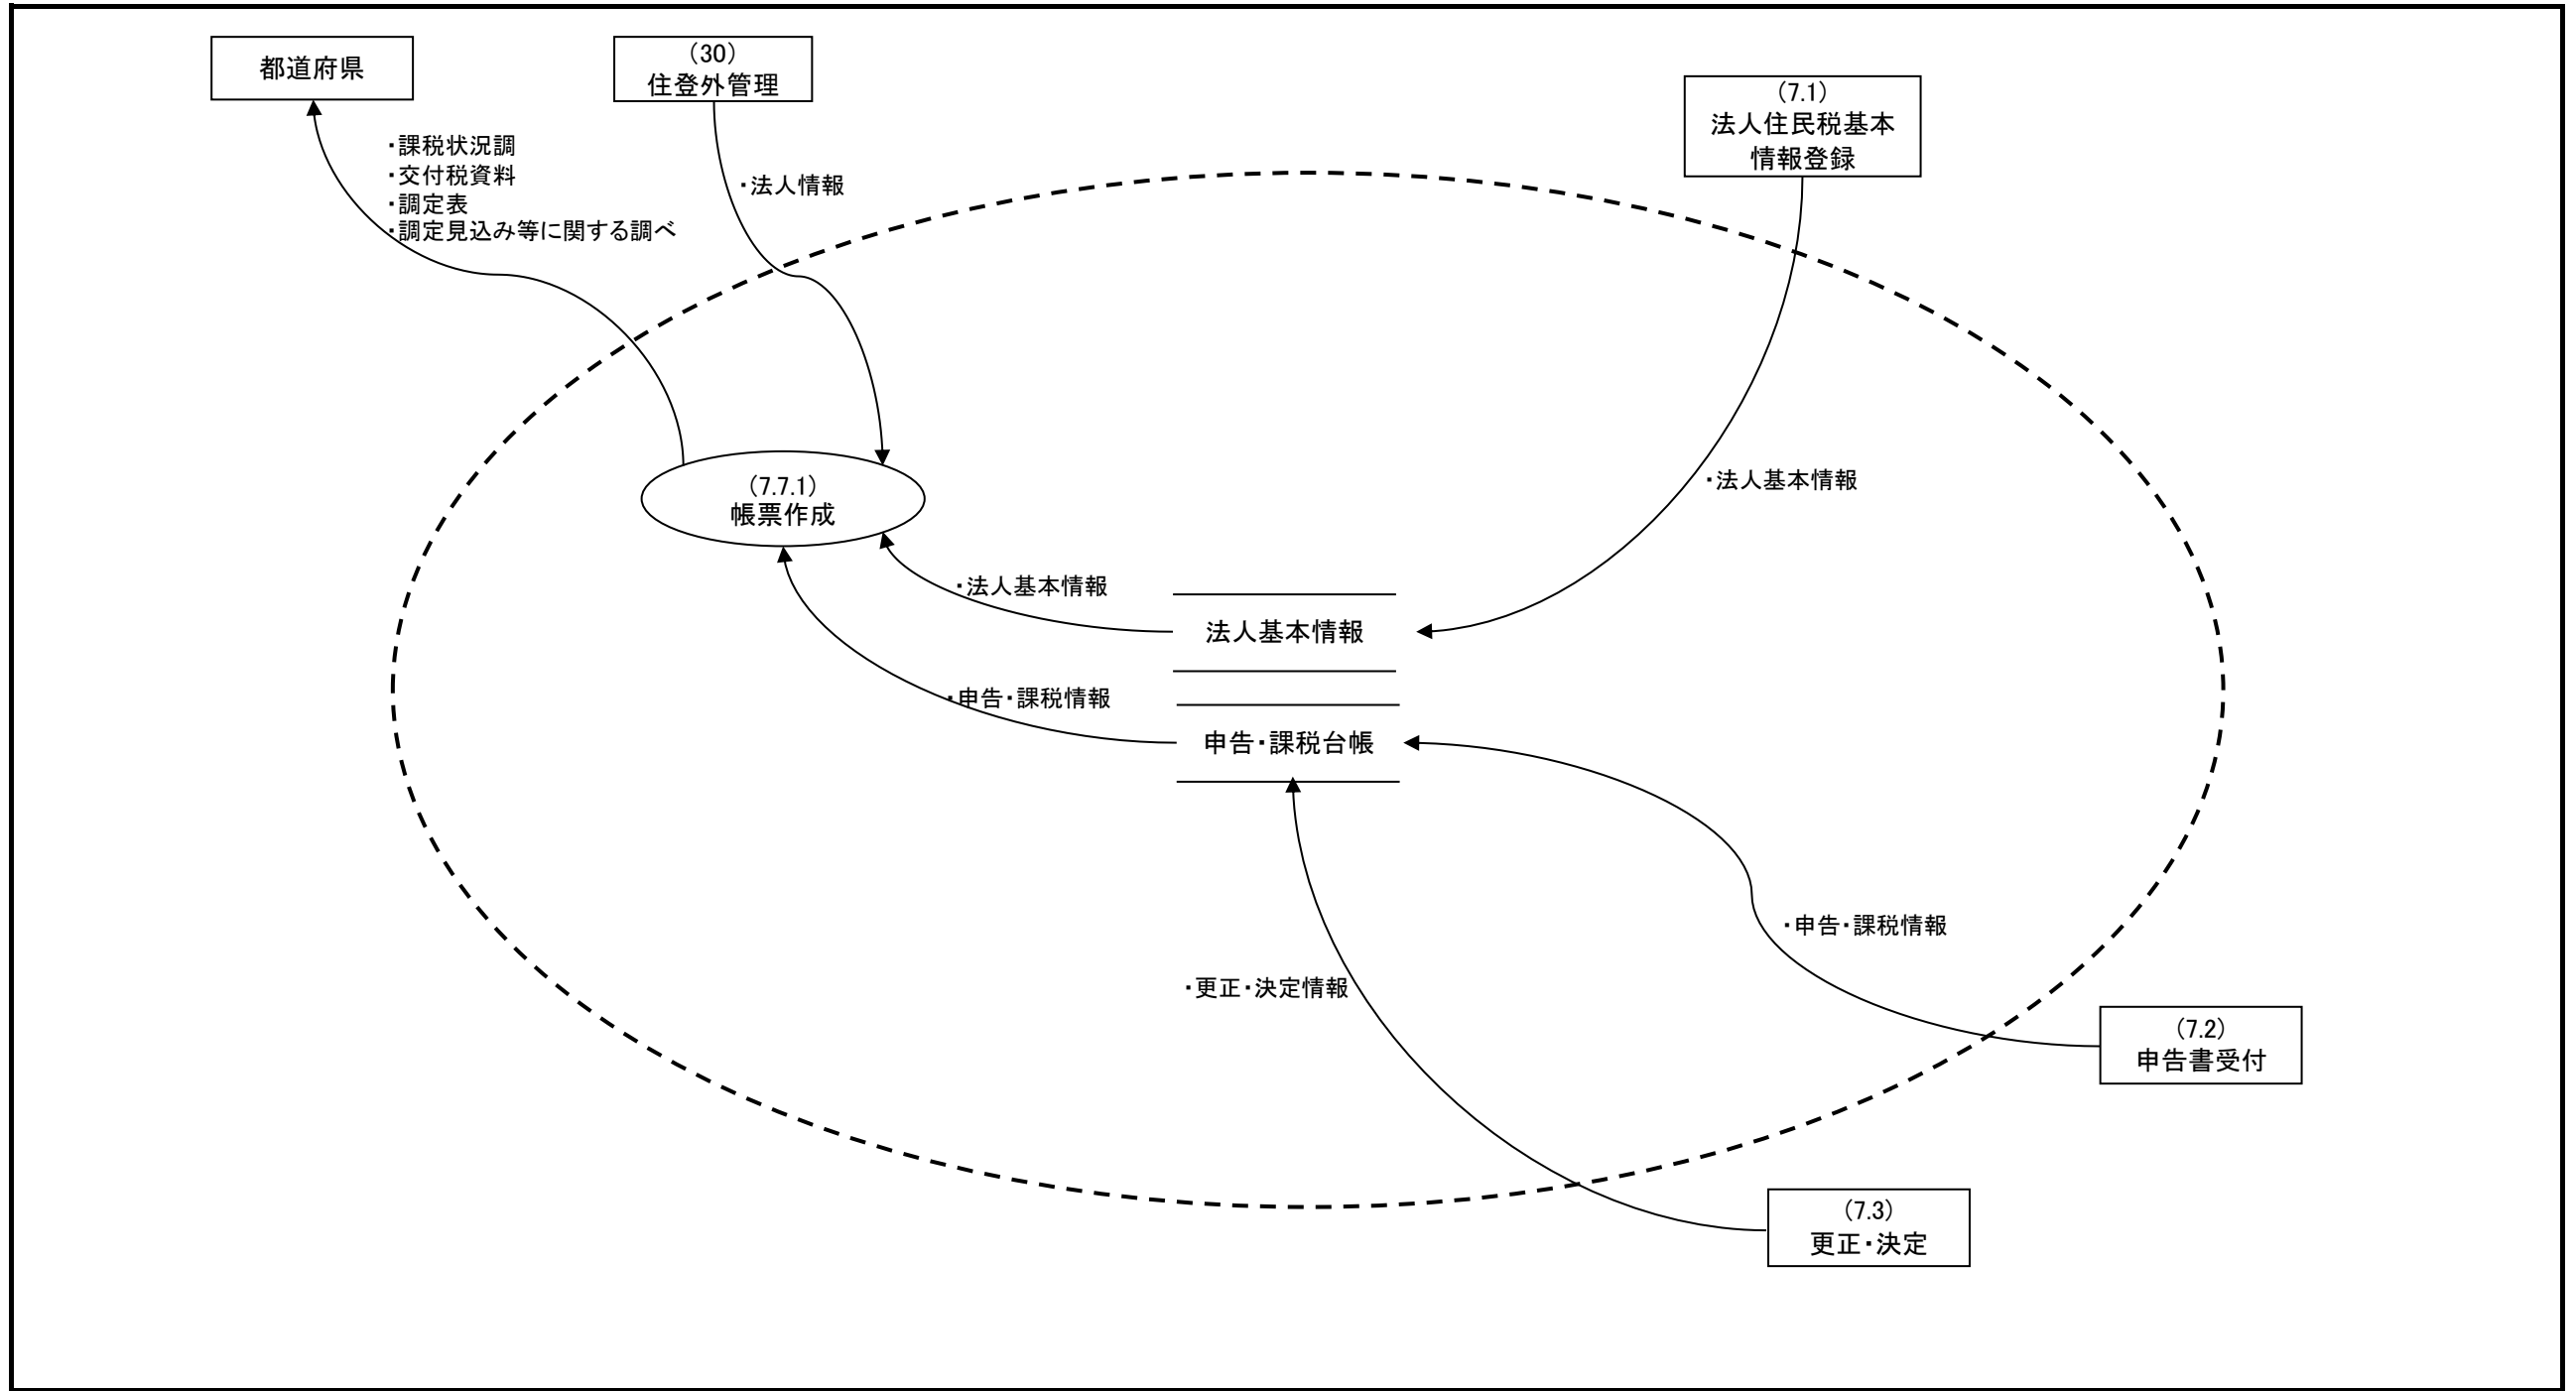 都道府県
（30）
住登外管理
（7.1）
法人住民税基本
情報登録
・課税状況調
・交付税資料
・調定表
・調定見込み等に関する調べ
・法人情報
（7.7.1）
帳票作成
・法人基本情報
・法人基本情報
法人基本情報
・申告・課税情報
申告・課税台帳
・申告・課税情報
・更正・決定情報
（7.2）
申告書受付
（7.3）
更正・決定